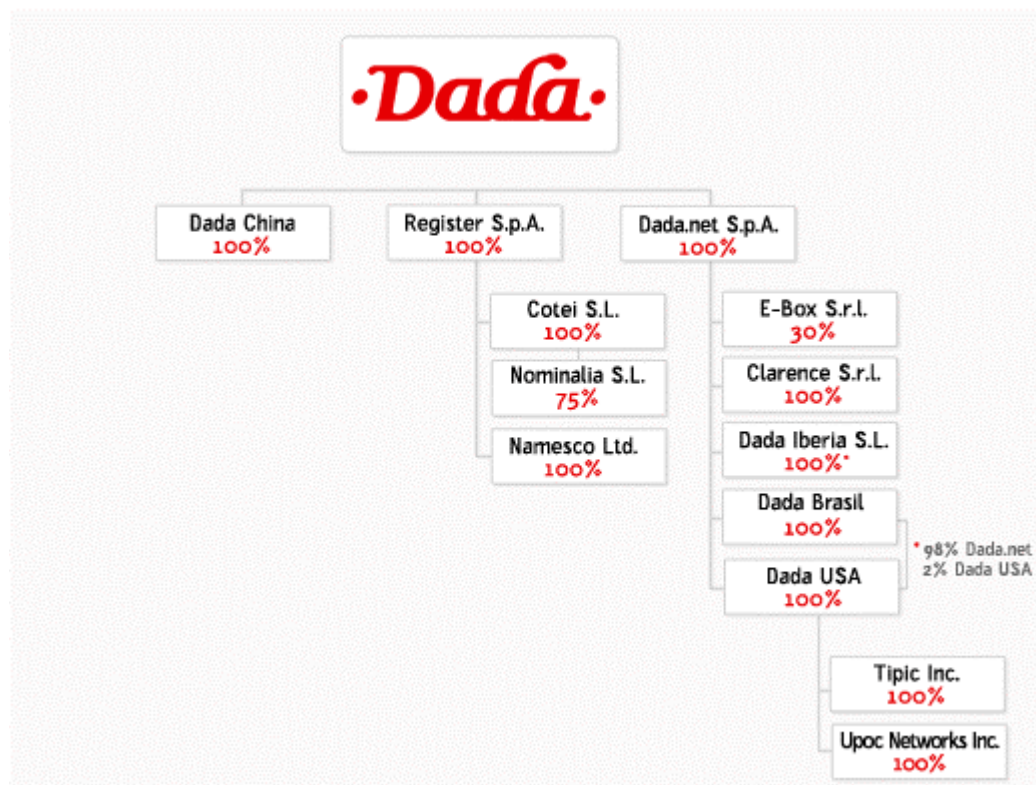 ·Dada·
Dada China
100%
Register S.p.A.
100%
Dada.net S.p.A.
100%
Cotei S.L.
100%
Nominalia S.L.
75%
Namesco Ltd.
100%
E-Box S.r.l.
30%
Clarence S.r.l.
100%
Dada Iberia S.L.
100%*
Dada Brasil
100%
Dada USA
100%
* 98% Dada.net
2% Dada USA
Tipic Inc.
100%
Upoc Networks Inc.
100%